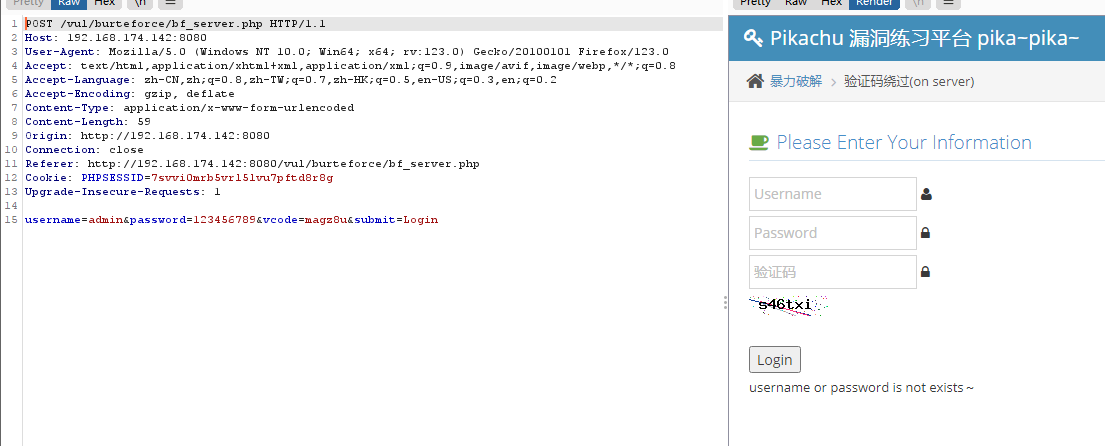 Pretty Raw Hex \n
1 POST /vul/burteforce/bf_server.php HTTP/1.1
2 Host: 192.168.174.142:8080
3 User-Agent: Mozilla/5.0 (Windows NT 10.0; Win64; x64; rv:123.0) Gecko/20100101 Firefox/123.0
4 Accept: text/html,application/xhtml+xml,application/xml;q=0.9,image/avif,image/webp,*/*;q=0.8
5 Accept-Language: zh-CN,zh;q=0.8,zh-TW;q=0.7,zh-HK;q=0.5,en-US;q=0.3,en;q=0.2
6 Accept-Encoding: gzip, deflate
7 Content-Type: application/x-www-form-urlencoded
8 Content-Length: 59
9 Origin: http://192.168.174.142:8080
10 Connection: close
11 Referer: http://192.168.174.142:8080/vul/burteforce/bf_server.php
12 Cookie: PHPSESSID=7svvi0mrb5vr15lvu7pftd8r8g
13 Upgrade-Insecure-Requests: 1
14
15 username=admin&password=123456789&vcode=magz8u&submit=Login
Pretty Raw Hex Render \n
Pikachu 漏洞练习平台 pika~pika~
暴力破解 > 验证码绕过(on server)
Please Enter Your Information
Username
Password
验证码
s46txi
Login
username or password is not exists～